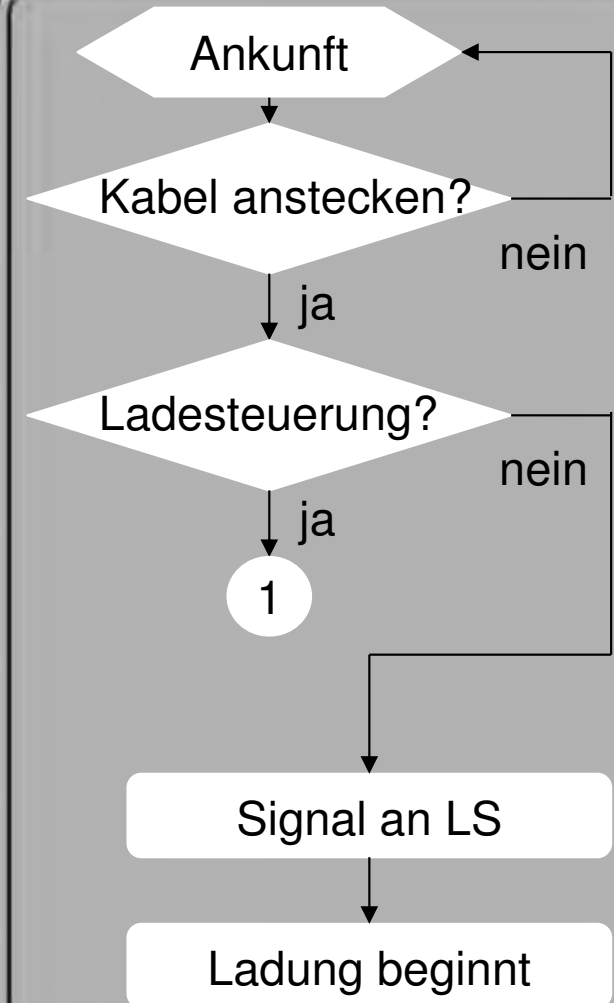 Ankunft
Kabel anstecken?
nein
ja
Ladesteuerung?
nein
ja
1
Signal an LS
Ladung beginnt